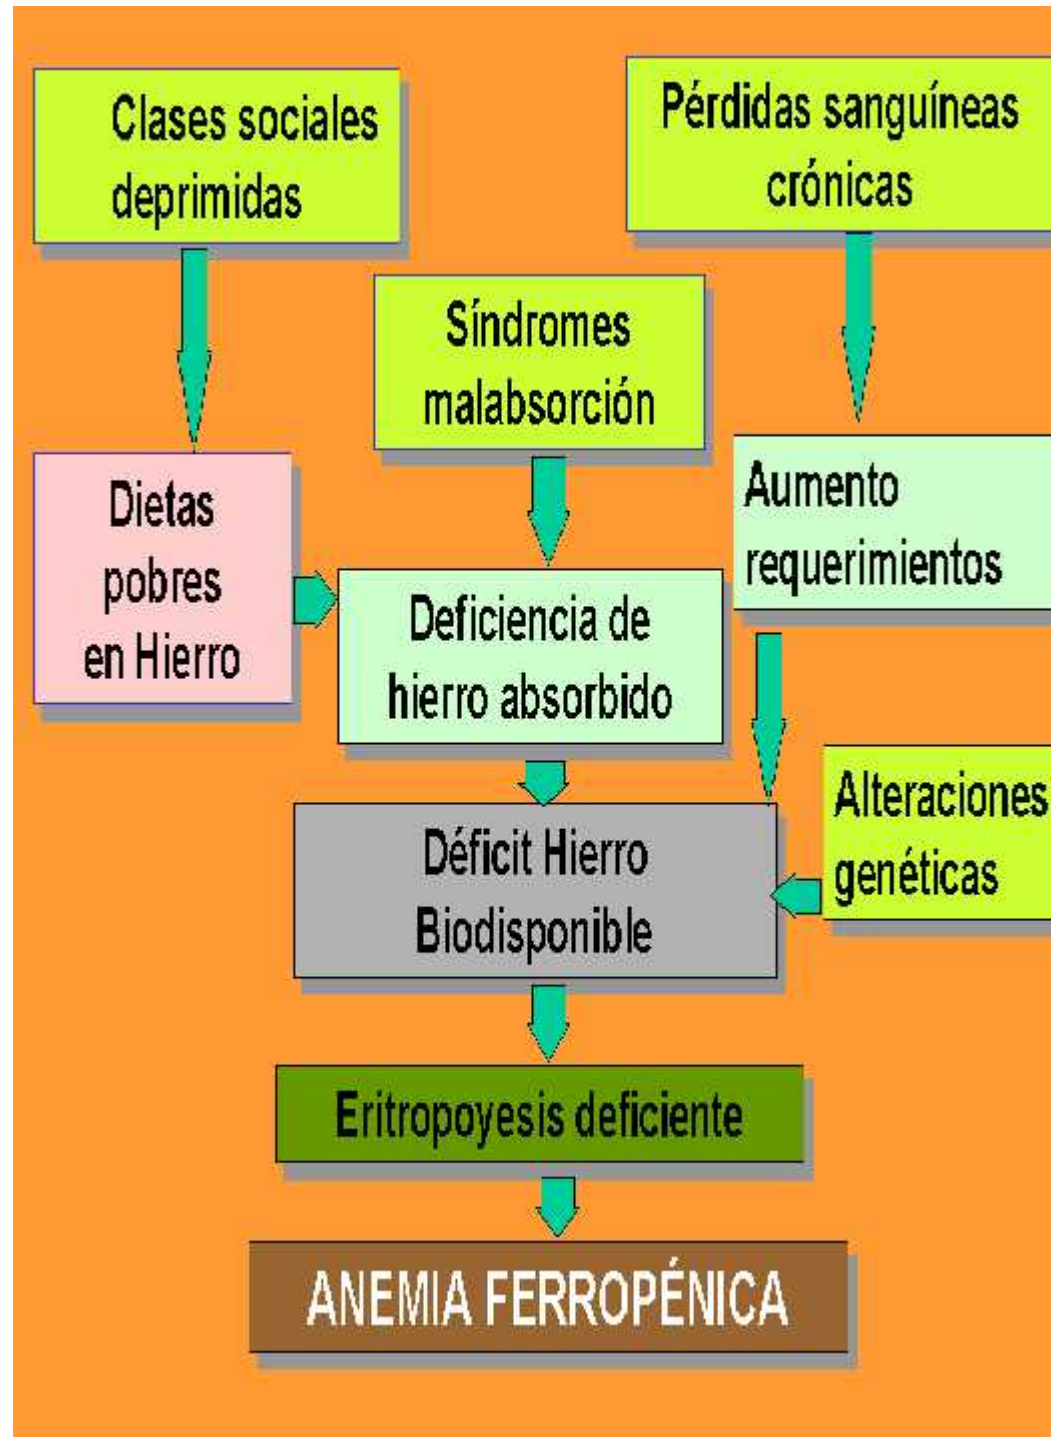 Clases sociales
deprimidas
Pérdidas sanguíneas
crónicas
Síndromes
malabsorción
Dietas
pobres
en Hierro
Aumento
requerimientos
Deficiencia de
hierro absorbido
Alteraciones
genéticas
Déficit Hierro
Biodisponible
Eritropoyesis deficiente
ANEMIA FERROPÉNICA